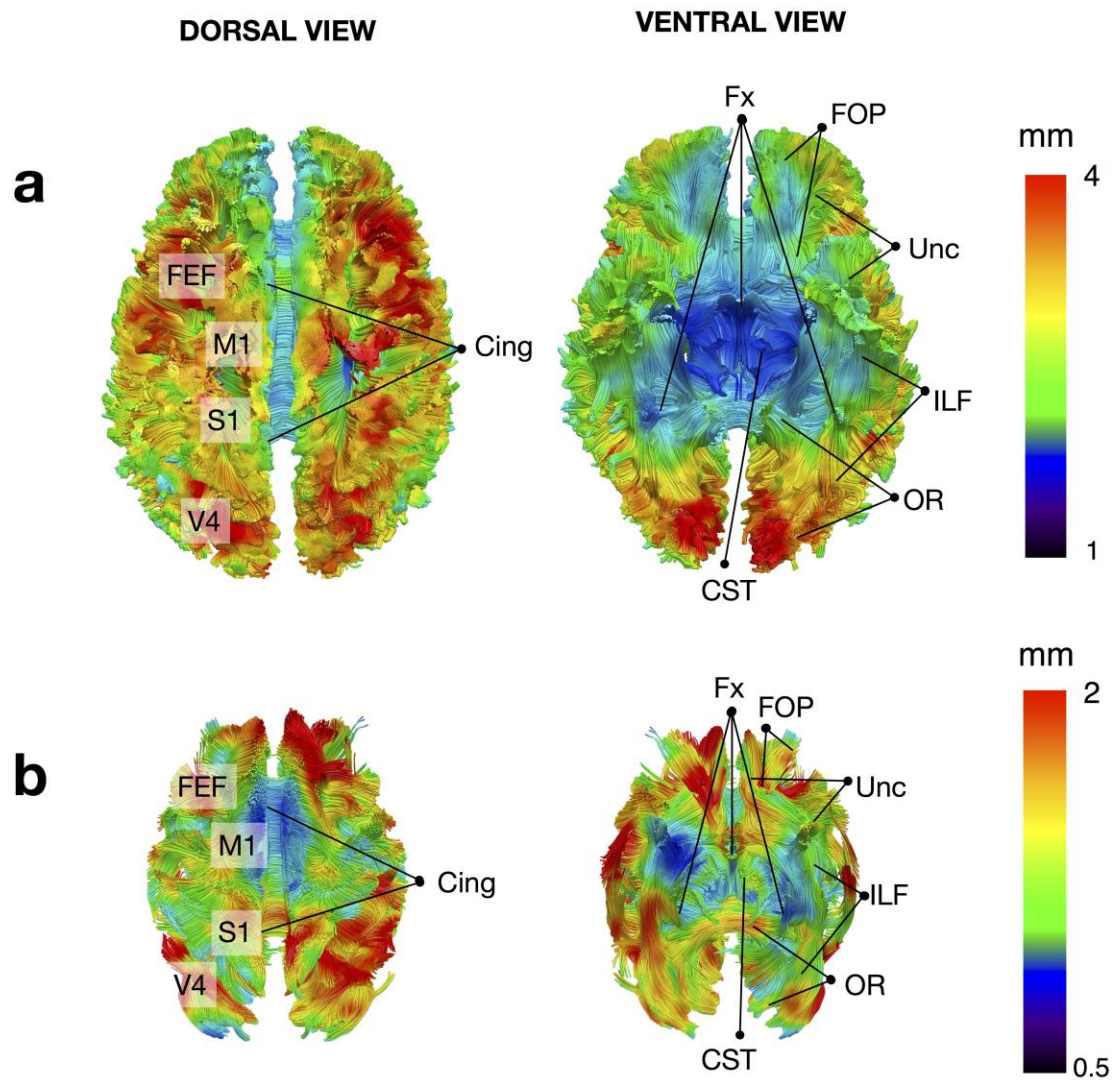 DORSAL VIEW
VENTRAL VIEW
a
FEF
M1
S1
V4
Cing
Fx
FOP
Unc
ILF
OR
CST
mm
4
1
b
FEF
M1
S1
V4
Cing
Fx
FOP
Unc
ILF
OR
CST
mm
2
0.5